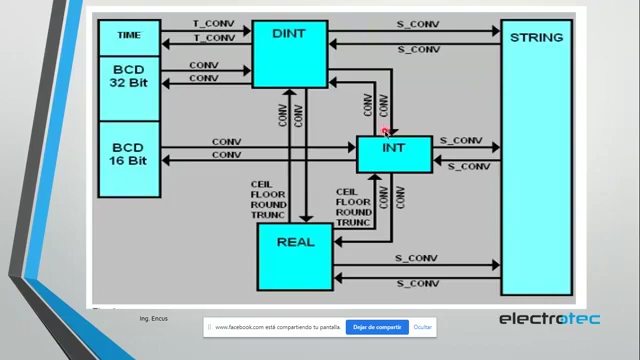 TIME
T_CONV
T_CONV
DINT
S_CONV
S_CONV
STRING
BCD
32 Bit
CONV
CONV
CONV
CONV
CONV
CONV
BCD
16 Bit
CONV
CONV
INT
S_CONV
S_CONV
CEIL
FLOOR
ROUND
TRUNC
CEIL
FLOOR
ROUND
TRUNC
CONV
CONV
REAL
S_CONV
S_CONV
Ing. Encus
www.facebook.com está compartiendo tu pantalla.
Dejar de compartir
Ocultar
electrotec